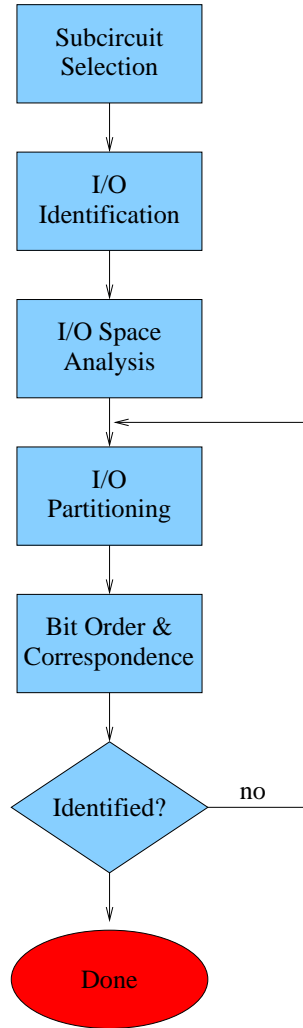 Subcircuit
Selection
I/O
Identification
I/O Space
Analysis
I/O
Partitioning
Bit Order &
Correspondence
Identified?
no
Done